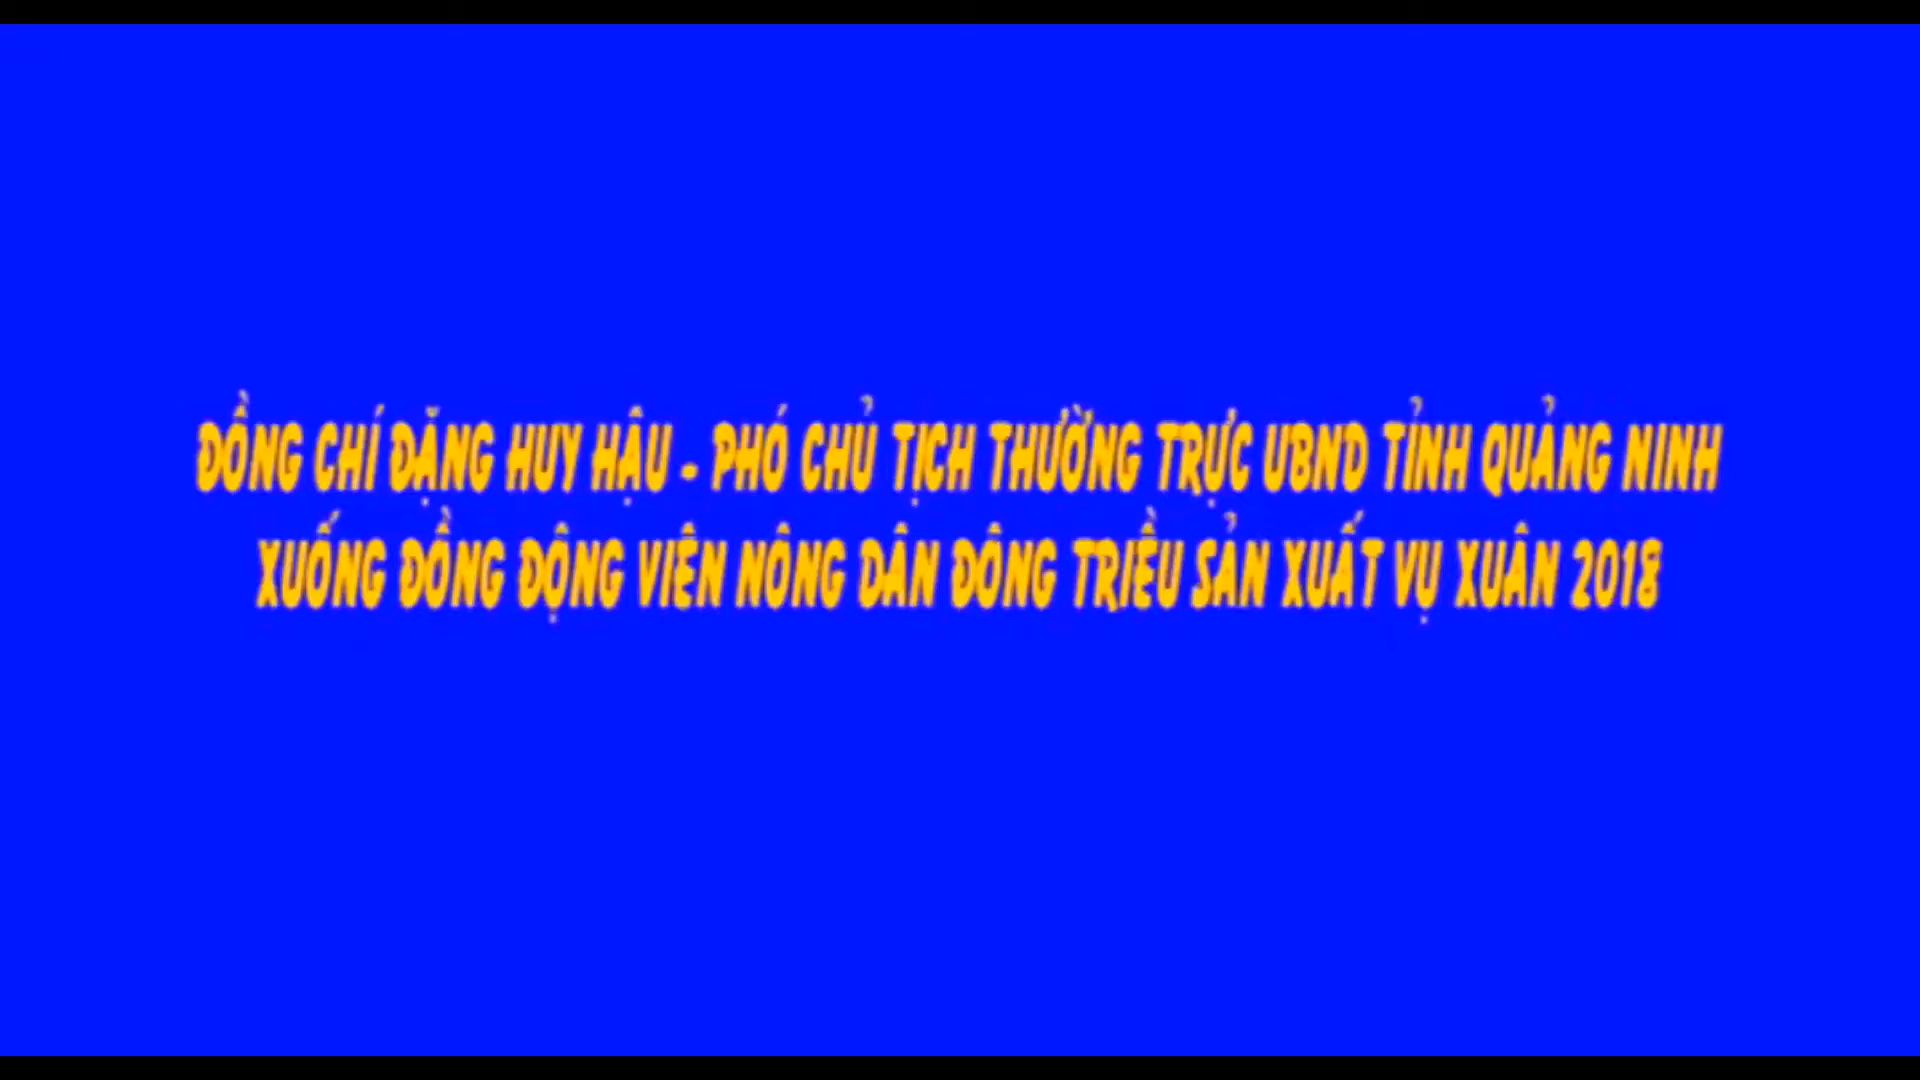 ĐỒNG CHÍ ĐẶNG HUY HẬU - PHÓ CHỦ TỊCH THƯỜNG TRỰC UBND TỈNH QUẢNG NINH
XUỐNG ĐỒNG ĐỘNG VIÊN NÔNG DÂN ĐÔNG TRIỀU SẢN XUẤT VỤ XUÂN 2018